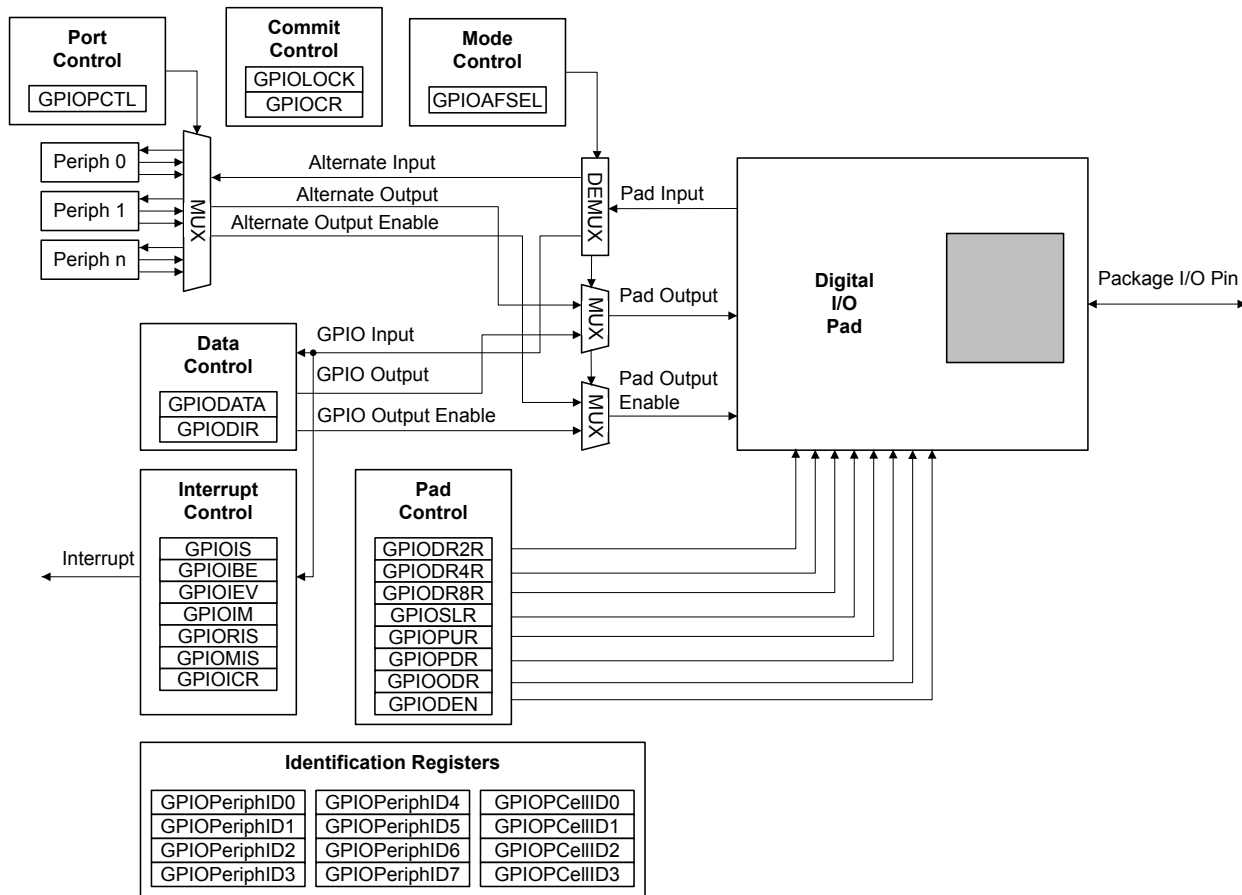 Port
Control
GPIOPCTL
Commit
Control
GPIOLOCK
GPIOCR
Mode
Control
GPIOAFSEL
Periph 0
Periph 1
Periph n
MUX
Alternate Input
Alternate Output
Alternate Output Enable
DEMUX
Pad Input
MUX
Pad Output
MUX
Pad Output
Enable
Digital
I/O
Pad
Package I/O Pin
Data
Control
GPIODATA
GPIODIR
GPIO Input
GPIO Output
GPIO Output Enable
Interrupt
Control
GPIOIS
GPIOIBE
GPIOIEV
GPIOIM
GPIORIS
GPIOMIS
GPIOICR
Interrupt
Pad
Control
GPIODR2R
GPIODR4R
GPIODR8R
GPIOSLR
GPIOPUR
GPIOPDR
GPIOODR
GPIODEN
Identification Registers
GPIOPeriphID0
GPIOPeriphID1
GPIOPeriphID2
GPIOPeriphID3
GPIOPeriphID4
GPIOPeriphID5
GPIOPeriphID6
GPIOPeriphID7
GPIOPCellID0
GPIOPCellID1
GPIOPCellID2
GPIOPCellID3